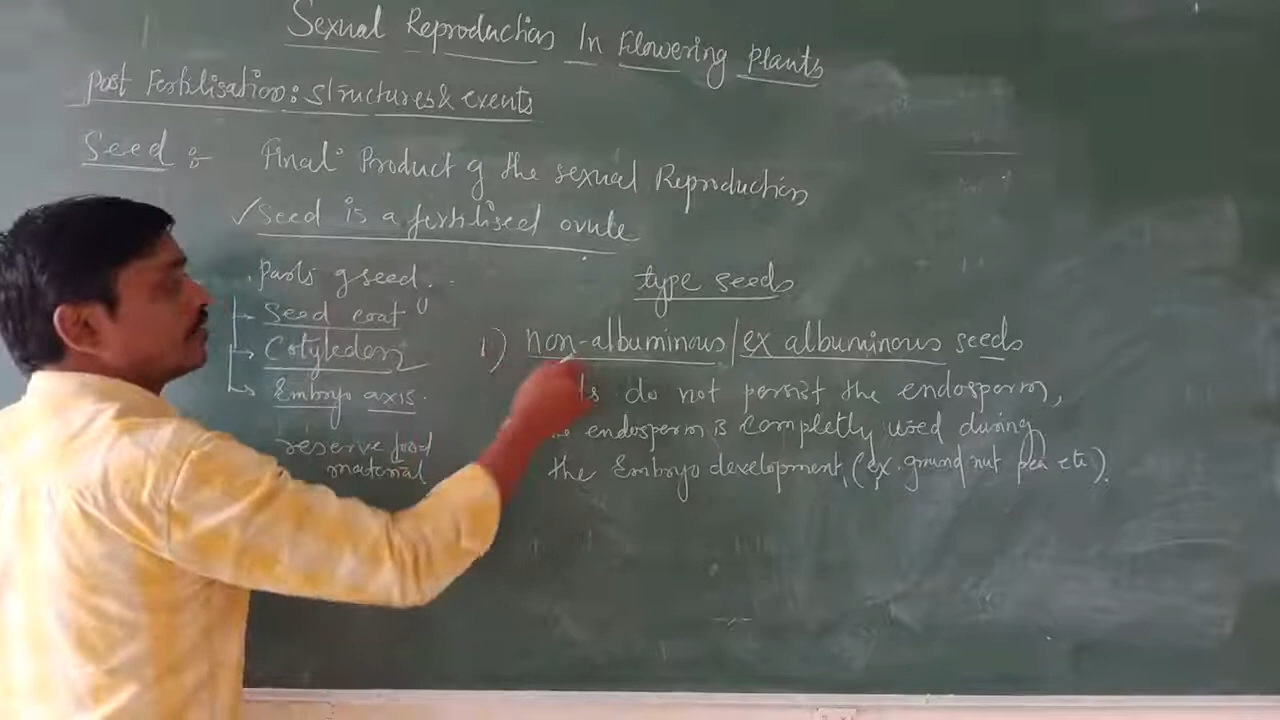 Sexual Reproduction In Flowering Plants
Post Fertilisation: structures & events
Seed :- Final Product of the sexual Reproduction
✓ Seed is a fertilised ovule
Parts of seed.
Seed coat
Cotyledons
Embryo axis.
reserve food
material
type seeds
1) non-albuminous/ex albuminous seeds
do not persist the endosperm,
endosperm is completly used during
the Embryo development, (ex. ground nut pea etc).